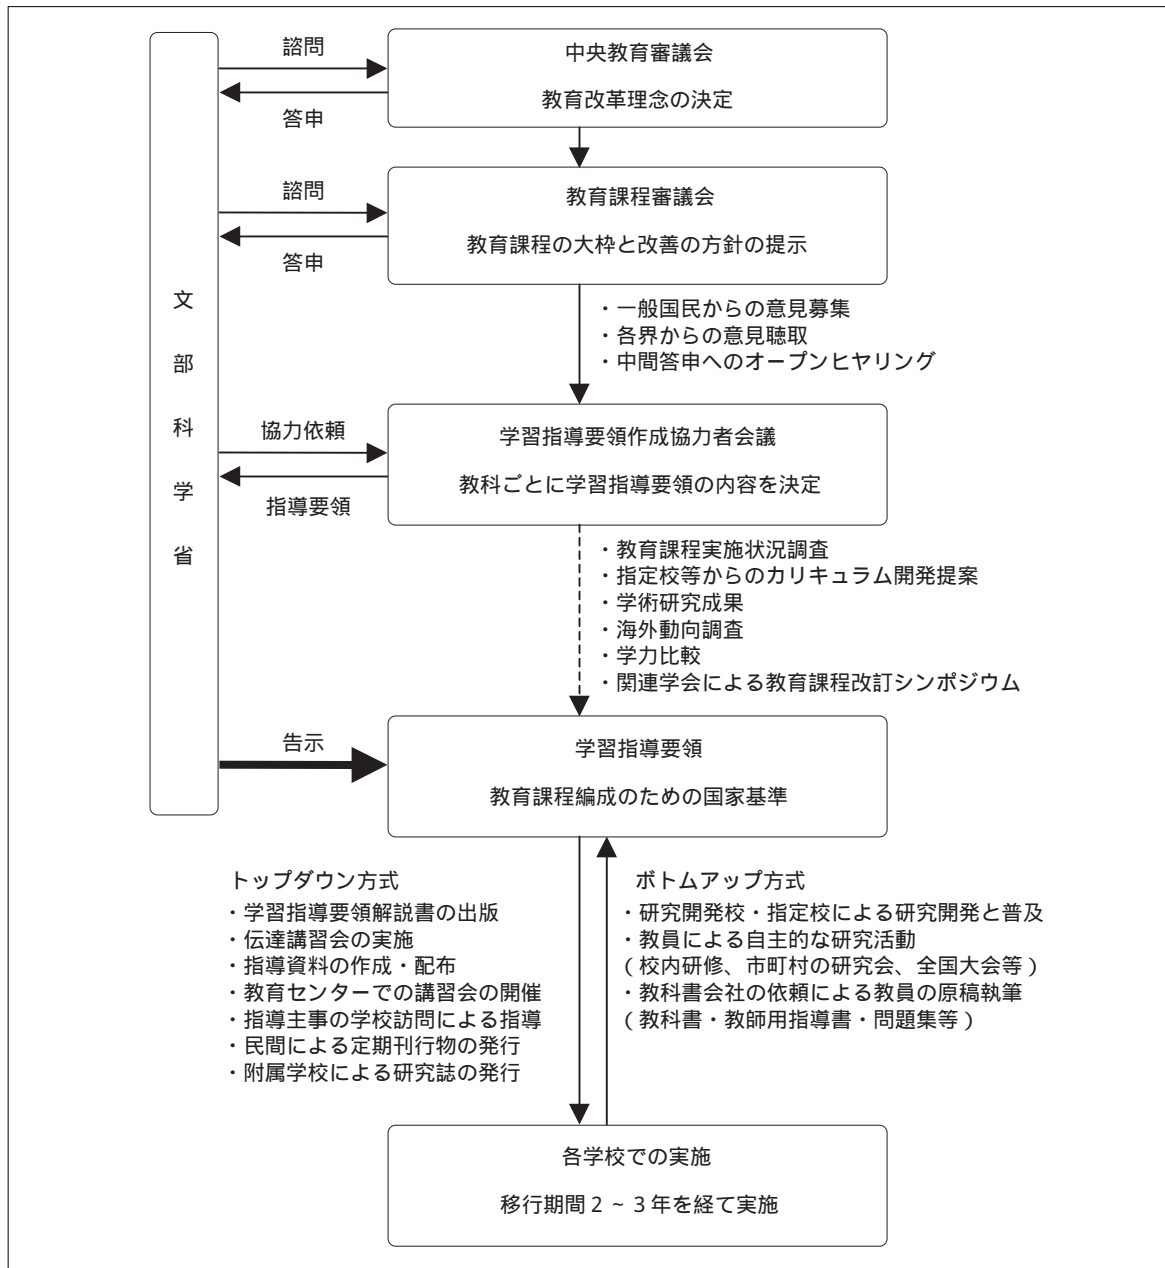 諮問
中央教育審議会
教育改革理念の決定
答申
諮問
教育課程審議会
教育課程の大枠と改善の方針の提示
答申
文部科学省
・一般国民からの意見募集
・各界からの意見聴取
・中間答申へのオープンヒヤリング
協力依頼
学習指導要領作成協力者会議
教科ごとに学習指導要領の内容を決定
指導要領
・教育課程実施状況調査
・指定校等からのカリキュラム開発提案
・学術研究成果
・海外動向調査
・学力比較
・関連学会による教育課程改訂シンポジウム
告示
学習指導要領
教育課程編成のための国家基準
トップダウン方式
・学習指導要領解説書の出版
・伝達講習会の実施
・指導資料の作成・配布
・教育センターでの講習会の開催
・指導主事の学校訪問による指導
・民間による定期刊行物の発行
・附属学校による研究誌の発行
ボトムアップ方式
・研究開発校・指定校による研究開発と普及
・教員による自主的な研究活動
(校内研修、市町村の研究会、全国大会等)
・教科書会社の依頼による教員の原稿執筆
(教科書・教師用指導書・問題集等)
各学校での実施
移行期間2～3年を経て実施